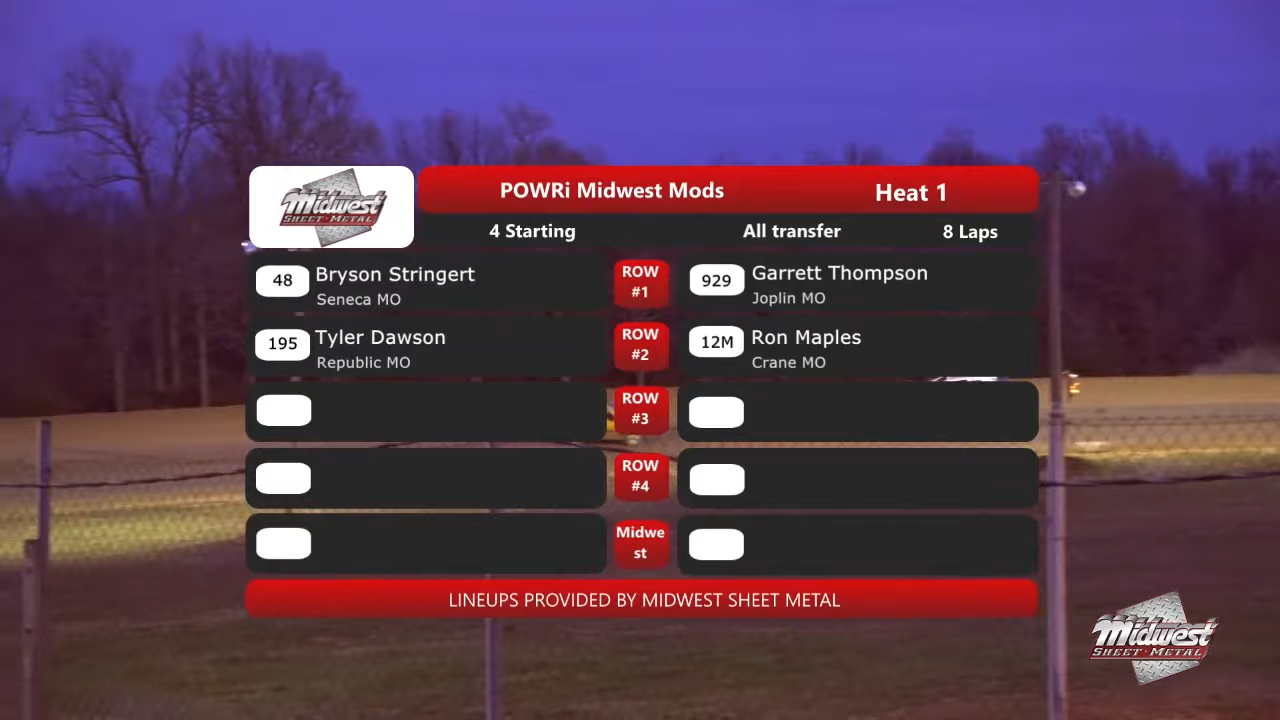 Midwest
SHEET METAL
POWRi Midwest Mods
Heat 1
4 Starting
All transfer
8 Laps
48
Bryson Stringert
Seneca MO
ROW
#1
929
Garrett Thompson
Joplin MO
195
Tyler Dawson
Republic MO
ROW
#2
12M
Ron Maples
Crane MO
ROW
#3
ROW
#4
Midwe
st
LINEUPS PROVIDED BY MIDWEST SHEET METAL
Midwest
SHEET METAL